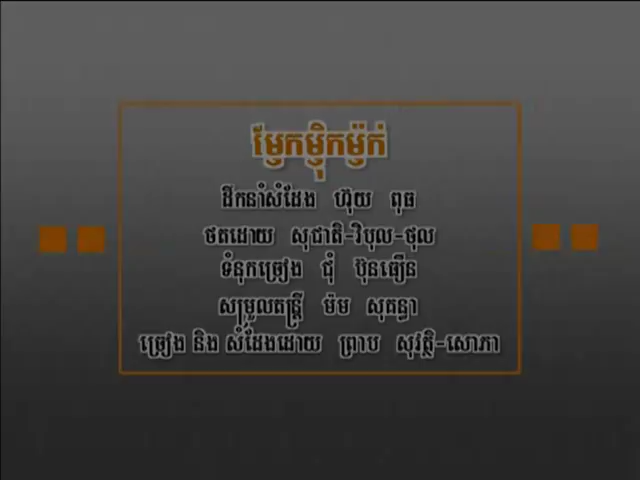 ម្ញែកម្ញ៉ិកម្ញ៉ក់
ដឹកនាំសំដែង ហ៊ុយ ពុធ
ថតដោយ សុជាតិ-វិបុល-ថុល
ទំនុកច្រៀង ជុំ ប៊ុនធឿន
សម្រួលតន្ត្រី ម៉ម សុគន្ធា
ច្រៀង និង សំដែងដោយ ព្រាប សុវត្ថិ-សោភា